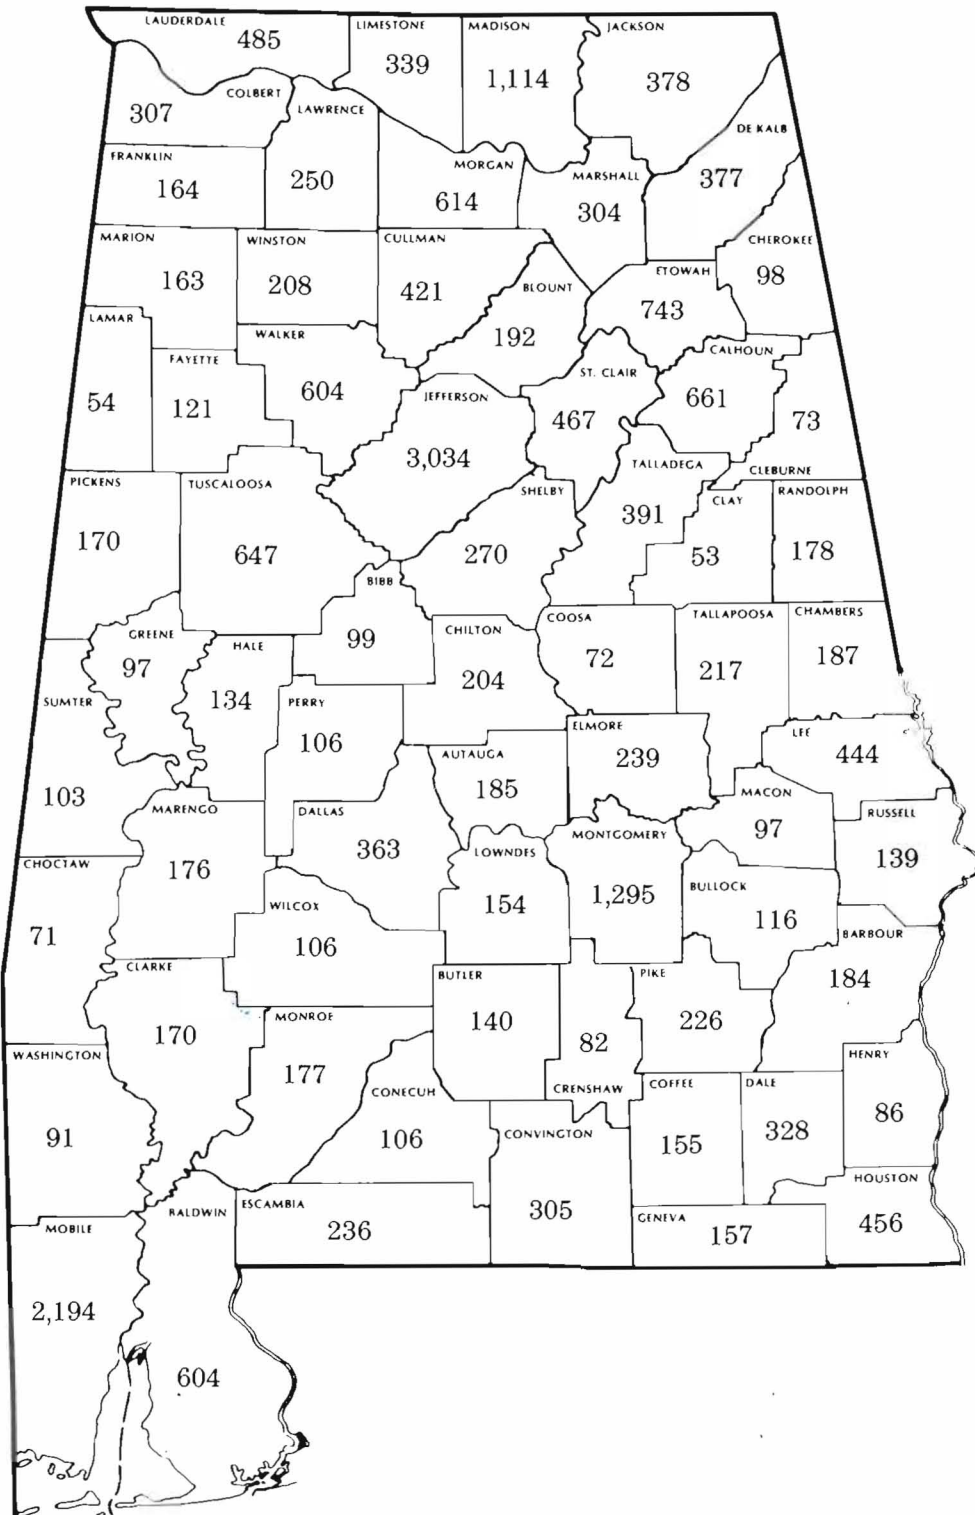 LAUDERDALE
485
LIMESTONE
339
MADISON
1,114
JACKSON
378
COLBERT
307
LAWRENCE
250
DE KALB
377
FRANKLIN
164
MORGAN
614
MARSHALL
304
MARION
163
WINSTON
208
CULLMAN
421
BLOUNT
192
ETOWAH
743
CHEROKEE
98
LAMAR
54
FAYETTE
121
WALKER
604
JEFFERSON
3,034
ST. CLAIR
467
CALHOUN
661
73
CLEBURNE
PICKENS
170
TUSCALOOSA
647
SHELBY
270
TALLADEGA
391
CLAY
53
RANDOLPH
178
BIBB
99
GREENE
97
HALE
134
CHILTON
204
COOSA
72
TALLAPOOSA
217
CHAMBERS
187
SUMTER
103
PERRY
106
AUTAUGA
185
ELMORE
239
LEE
444
MARENGO
176
DALLAS
363
LOWNDES
154
MONTGOMERY
1,295
MACON
97
RUSSELL
139
CHOCTAW
71
WILCOX
106
BULLOCK
116
BARBOUR
184
CLARKE
170
MONROE
177
BUTLER
140
82
CRENSHAW
PIKE
226
WASHINGTON
91
CONECUH
106
CONVINGTON
305
COFFEE
155
DALE
328
HENRY
86
MOBILE
2,194
BALDWIN
604
ESCAMBIA
236
GENEVA
157
HOUSTON
456